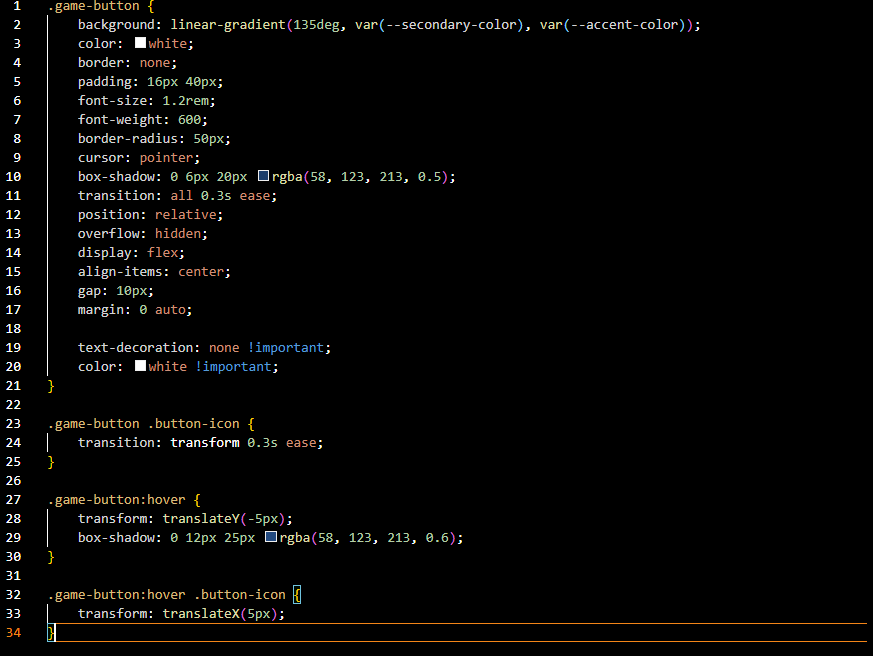 1 .game-button {
2     background: linear-gradient(135deg, var(--secondary-color), var(--accent-color));
3     color: white;
4     border: none;
5     padding: 16px 40px;
6     font-size: 1.2rem;
7     font-weight: 600;
8     border-radius: 50px;
9     cursor: pointer;
10     box-shadow: 0 6px 20px rgba(58, 123, 213, 0.5);
11     transition: all 0.3s ease;
12     position: relative;
13     overflow: hidden;
14     display: flex;
15     align-items: center;
16     gap: 10px;
17     margin: 0 auto;
18
19     text-decoration: none !important;
20     color: white !important;
21 }
22
23 .game-button .button-icon {
24     transition: transform 0.3s ease;
25 }
26
27 .game-button:hover {
28     transform: translateY(-5px);
29     box-shadow: 0 12px 25px rgba(58, 123, 213, 0.6);
30 }
31
32 .game-button:hover .button-icon {
33     transform: translateX(5px);
34 }